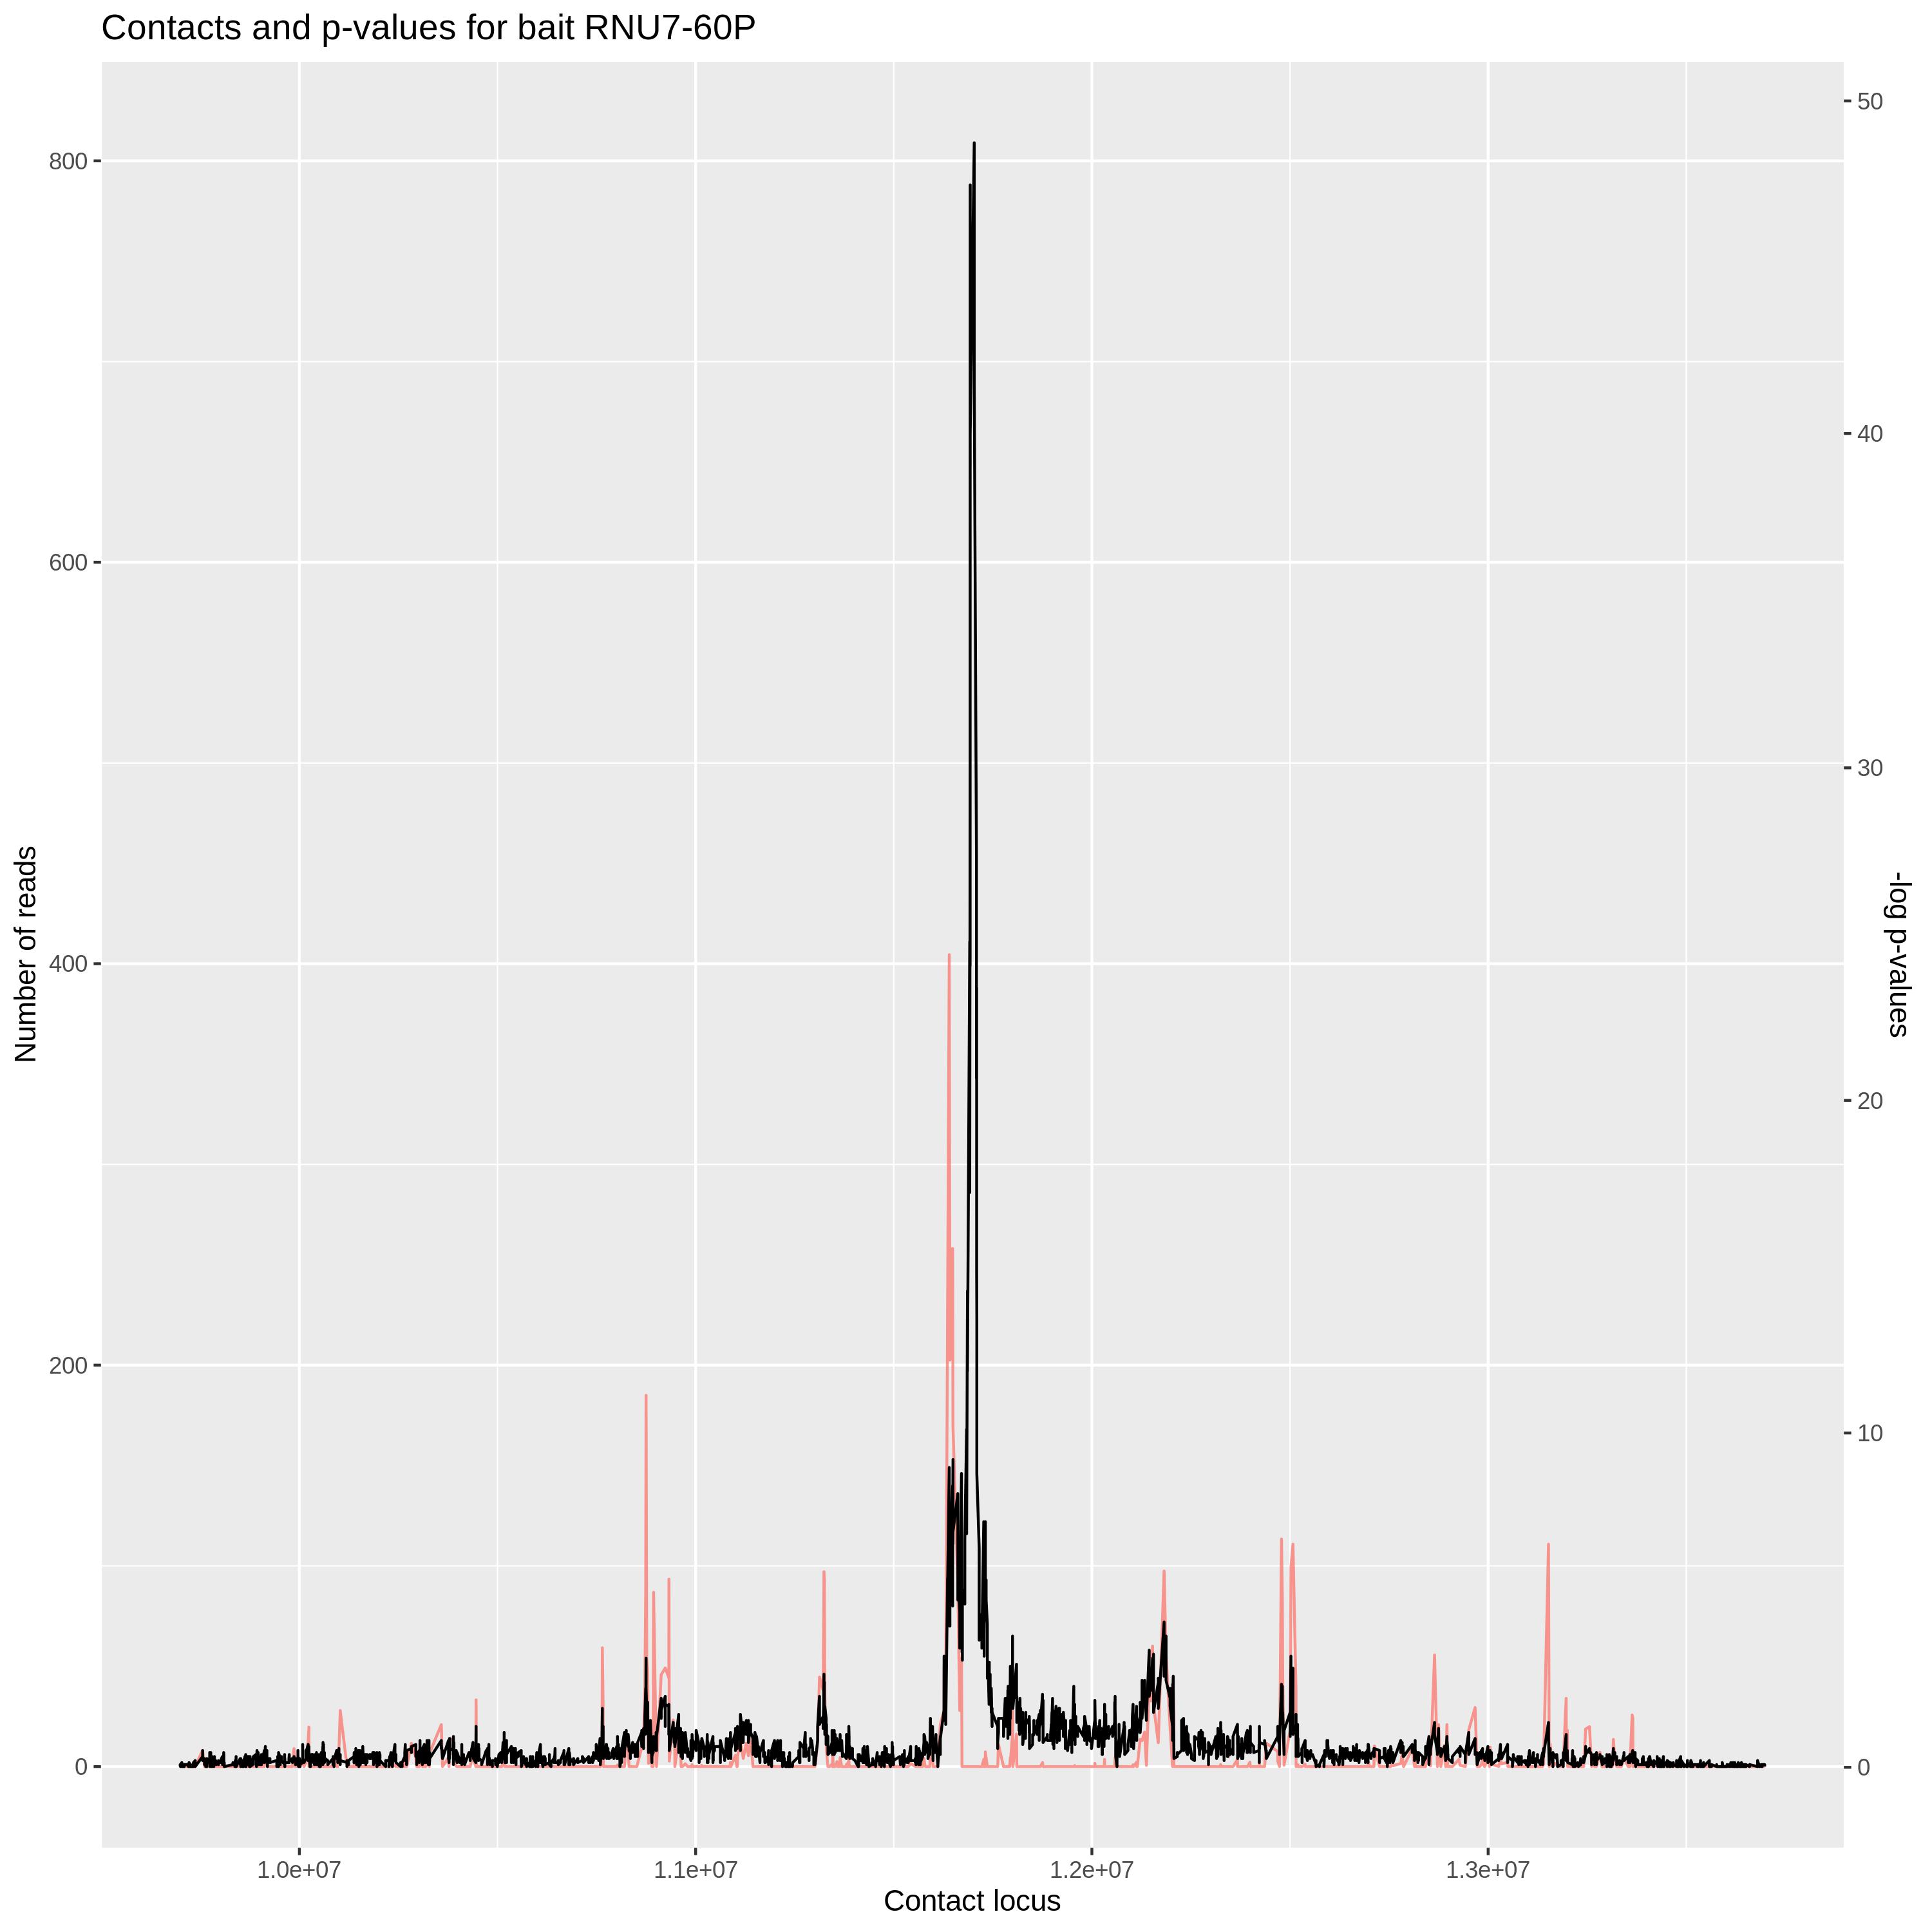 Contacts and p-values for bait RNU7-60P
800
600
400
200
0
Number of reads
50
40
30
20
10
0
-log p-values
1.0e+07
1.1e+07
1.2e+07
1.3e+07
Contact locus